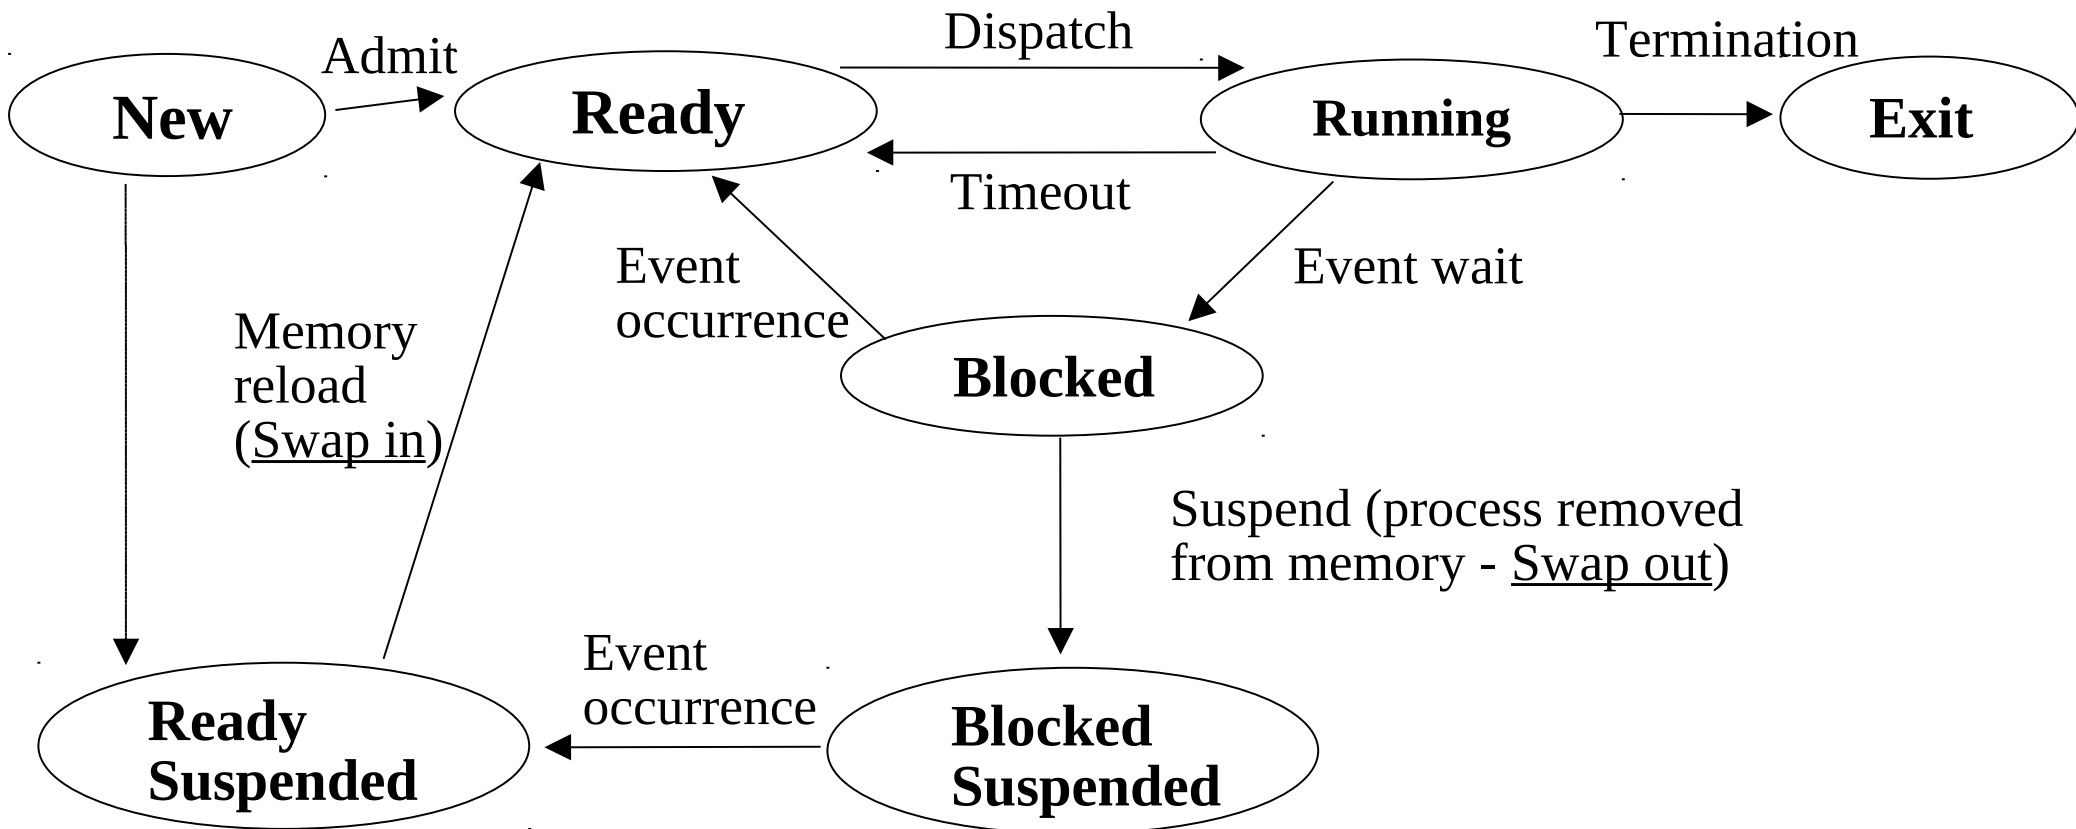 Admit
Dispatch
Termination
New
Ready
Running
Exit
Timeout
Event
occurrence
Event wait
Memory
reload
(Swap in)
Blocked
Suspend (process removed
from memory - Swap out)
Event
occurrence
Ready
Suspended
Blocked
Suspended